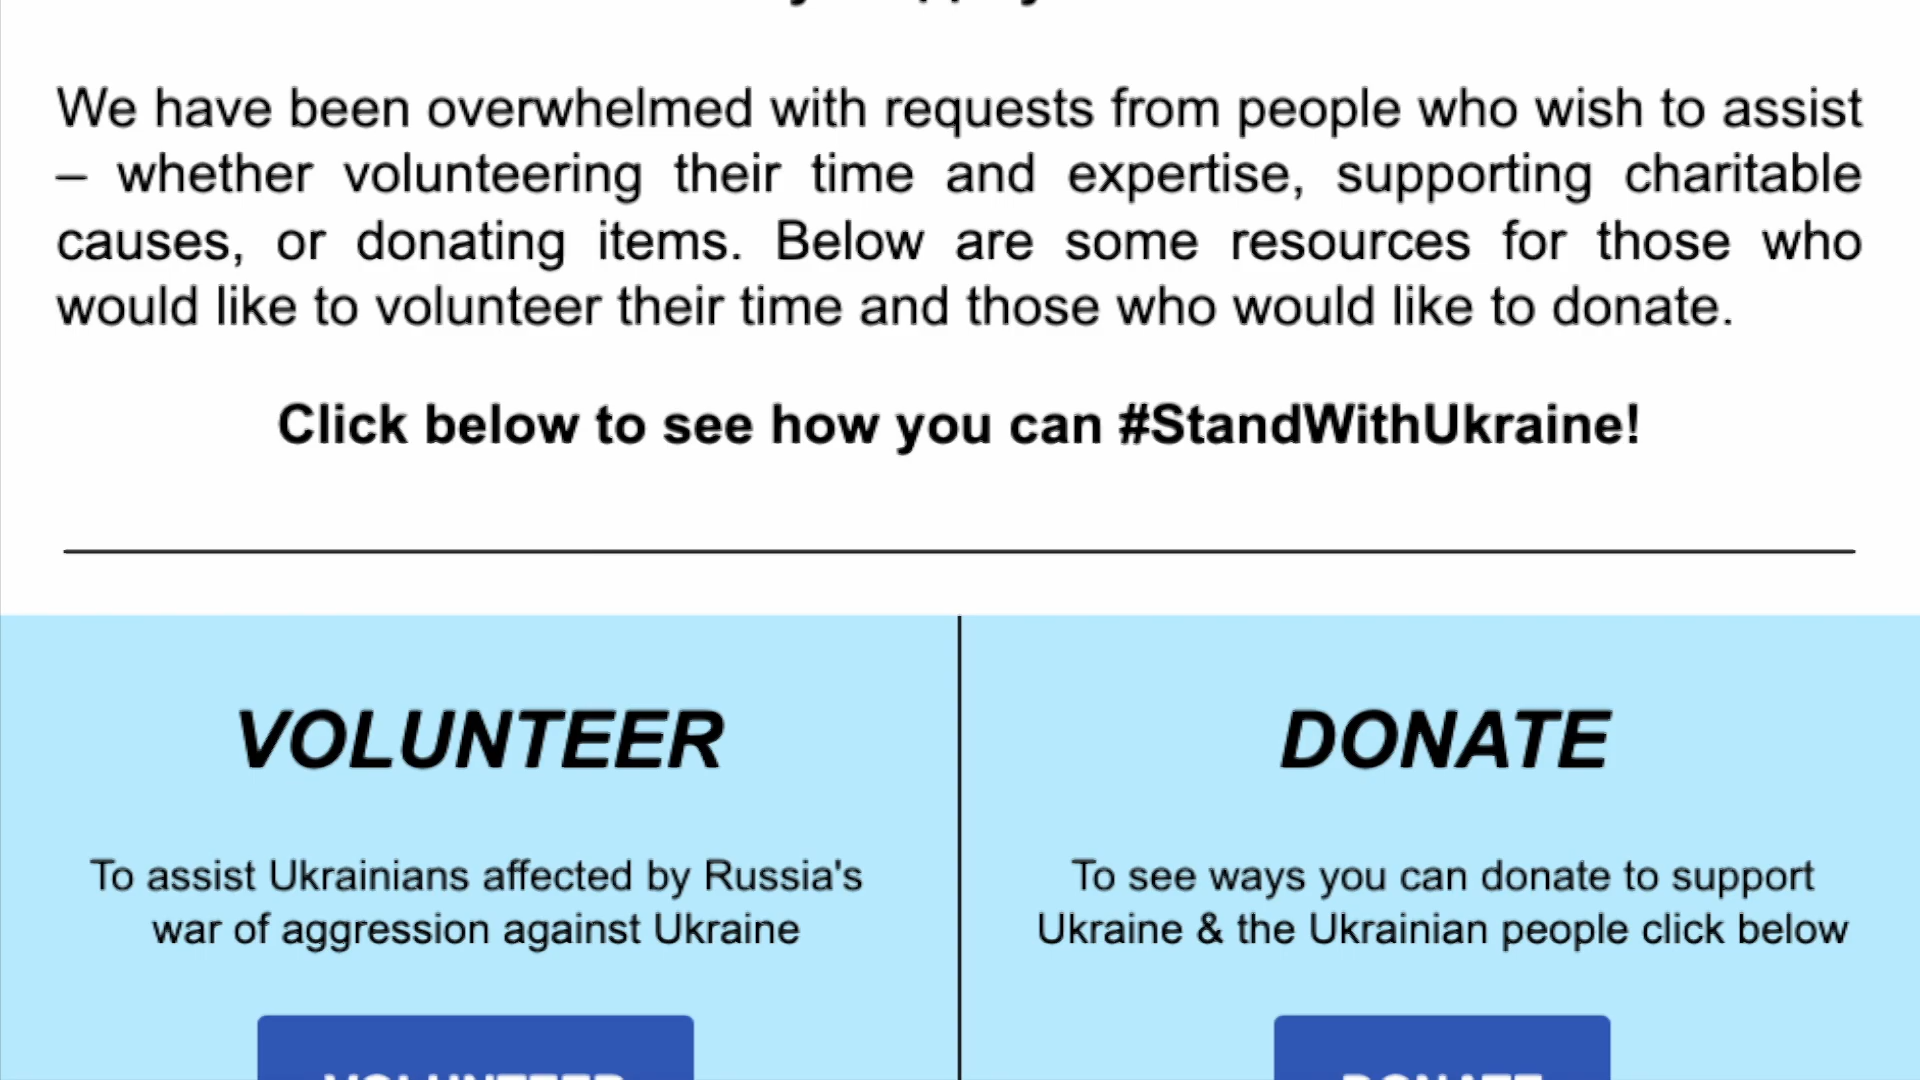 We have been overwhelmed with requests from people who wish to assist
– whether volunteering their time and expertise, supporting charitable
causes, or donating items. Below are some resources for those who
would like to volunteer their time and those who would like to donate.
Click below to see how you can #StandWithUkraine!
VOLUNTEER
To assist Ukrainians affected by Russia's
war of aggression against Ukraine
VOLUNTEER
DONATE
To see ways you can donate to support
Ukraine & the Ukrainian people click below
DONATE